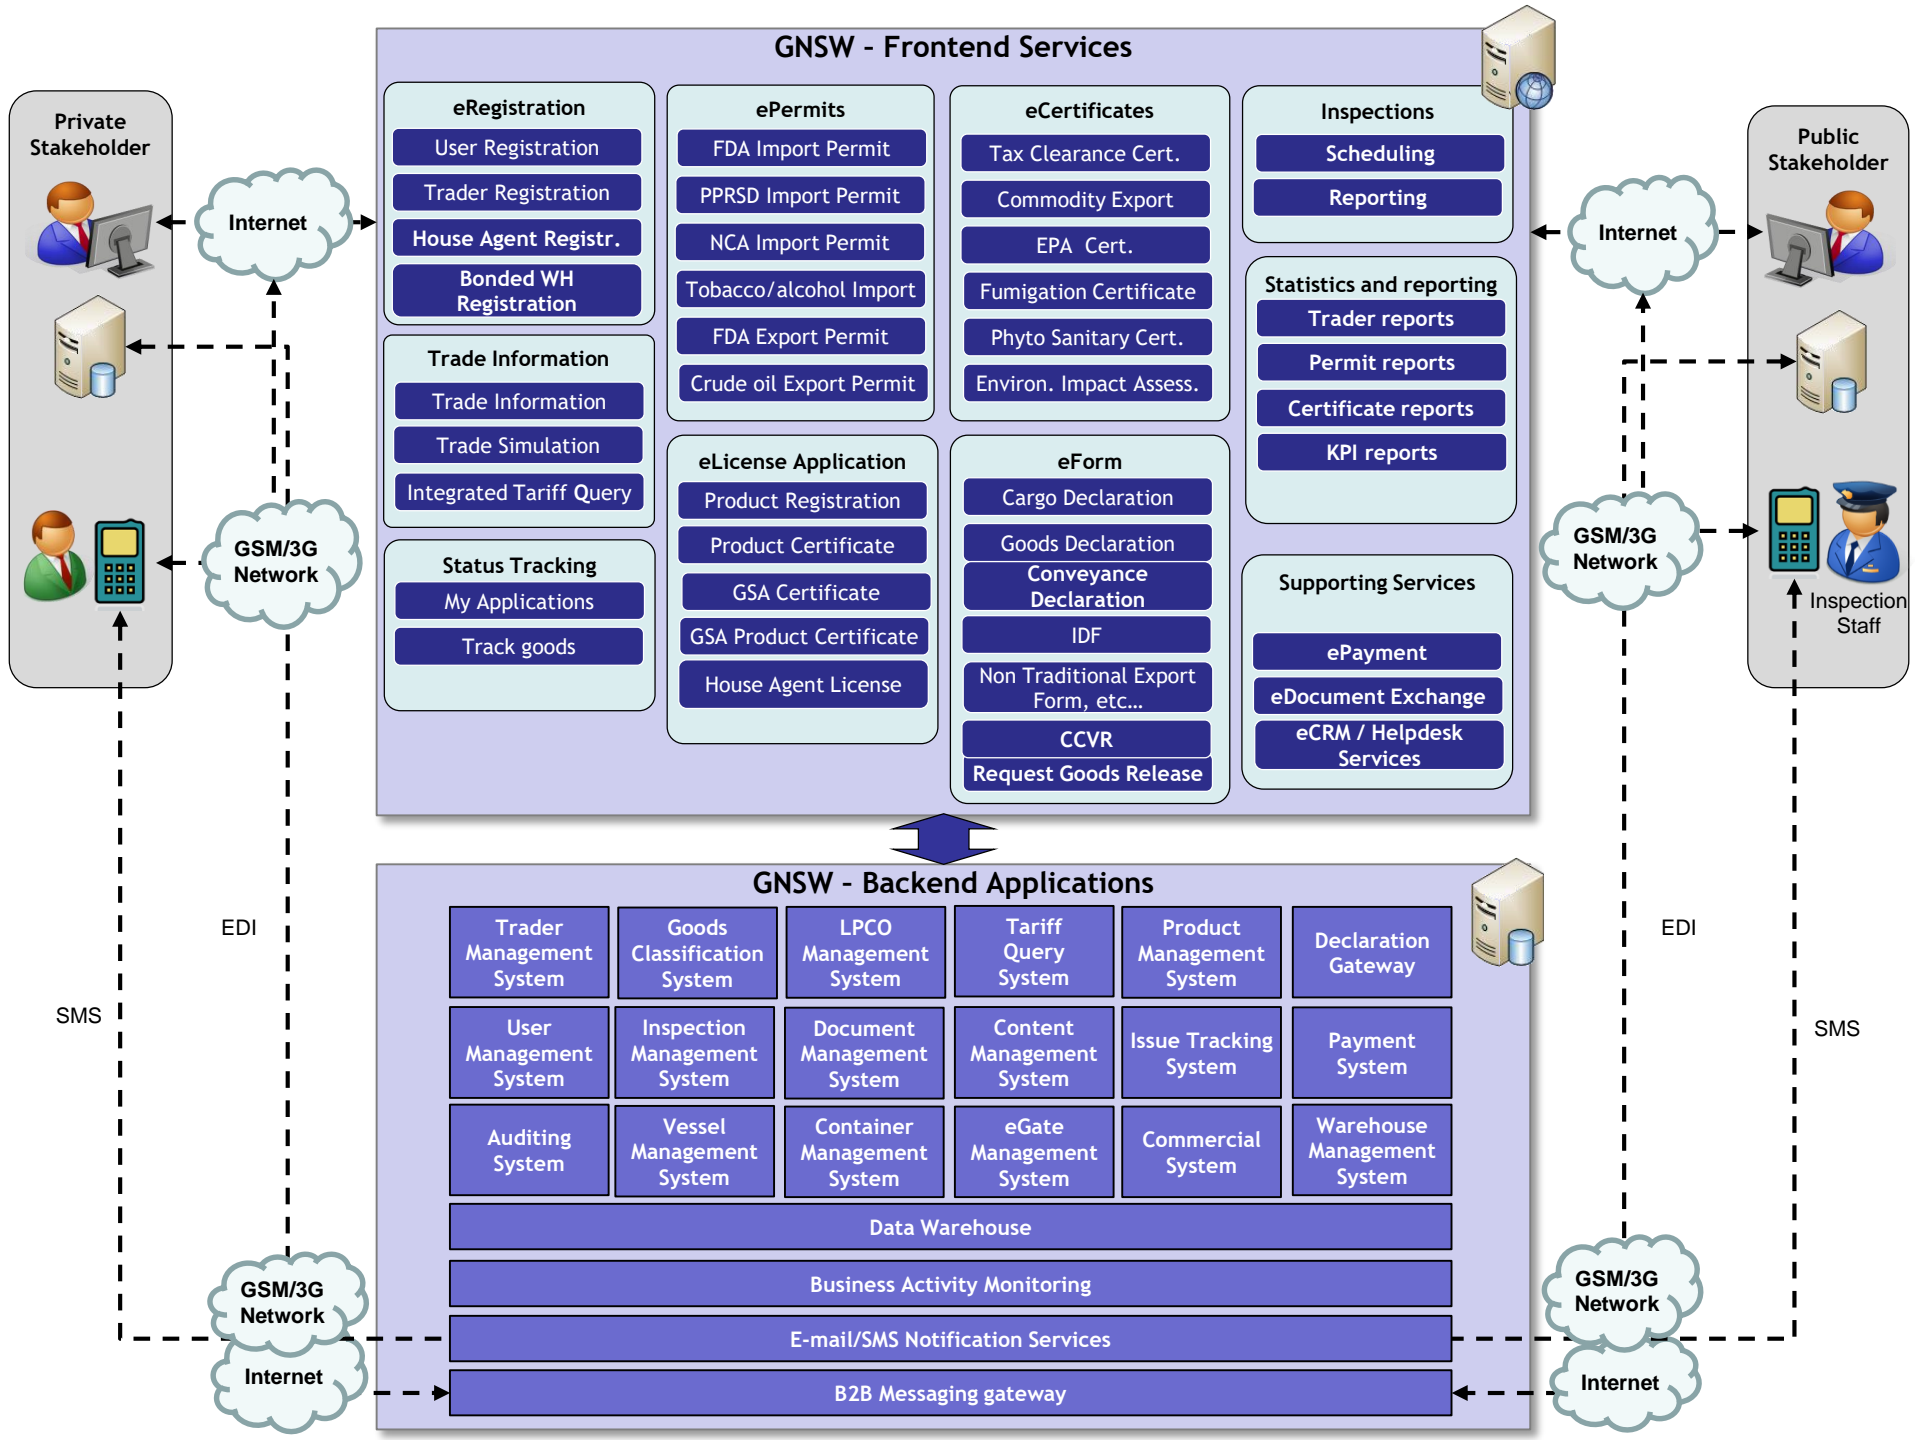 GNSW – Frontend Services
Private
Stakeholder
Internet
GSM/3G
Network
EDI
SMS
GSM/3G
Network
Internet
eRegistration
User Registration
Trader Registration
House Agent Registr.
Bonded WH
Registration
Trade Information
Trade Information
Trade Simulation
Integrated Tariff Query
Status Tracking
My Applications
Track goods
ePermits
FDA Import Permit
PPRSD Import Permit
NCA Import Permit
Tobacco/alcohol Import
FDA Export Permit
Crude oil Export Permit
eLicense Application
Product Registration
Product Certificate
GSA Certificate
GSA Product Certificate
House Agent License
eCertificates
Tax Clearance Cert.
Commodity Export
EPA  Cert.
Fumigation Certificate
Phyto Sanitary Cert.
Environ. Impact Assess.
eForm
Cargo Declaration
Goods Declaration
Conveyance
Declaration
IDF
Non Traditional Export
Form, etc…
CCVR
Request Goods Release
Inspections
Scheduling
Reporting
Statistics and reporting
Trader reports
Permit reports
Certificate reports
KPI reports
Supporting Services
ePayment
eDocument Exchange
eCRM / Helpdesk
Services
Public
Stakeholder
Internet
GSM/3G
Network
Inspection
Staff
EDI
SMS
GSM/3G
Network
Internet
GNSW – Backend Applications
Trader
Management
System
Goods
Classification
System
LPCO
Management
System
Tariff
Query
System
Product
Management
System
Declaration
Gateway
User
Management
System
Inspection
Management
System
Document
Management
System
Content
Management
System
Issue Tracking
System
Payment
System
Auditing
System
Vessel
Management
System
Container
Management
System
eGate
Management
System
Commercial
System
Warehouse
Management
System
Data Warehouse
Business Activity Monitoring
E-mail/SMS Notification Services
B2B Messaging gateway